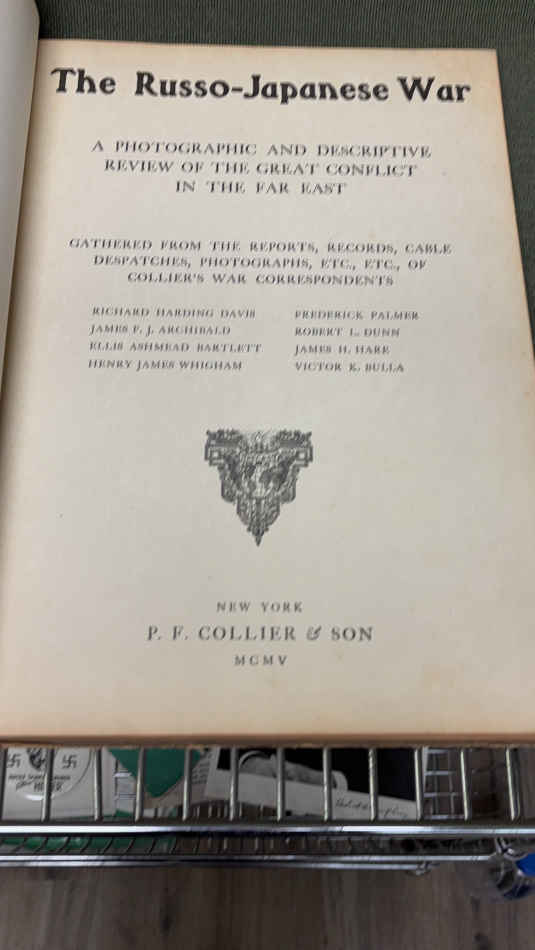 The Russo-Japanese War
A PHOTOGRAPHIC AND DESCRIPTIVE
REVIEW OF THE GREAT CONFLICT
IN THE FAR EAST
GATHERED FROM THE REPORTS, RECORDS, CABLE
DESPATCHES, PHOTOGRAPHS, ETC., ETC., OF
COLLIER'S WAR CORRESPONDENTS
RICHARD HARDING DAVIS
JAMES F. J. ARCHIBALD
ELLIS ASHMEAD BARTLETT
HENRY JAMES WHIGHAM
FREDERICK PALMER
ROBERT L. DUNN
JAMES H. HARE
VICTOR K. BULLA
NEW YORK
P. F. COLLIER & SON
MCMV